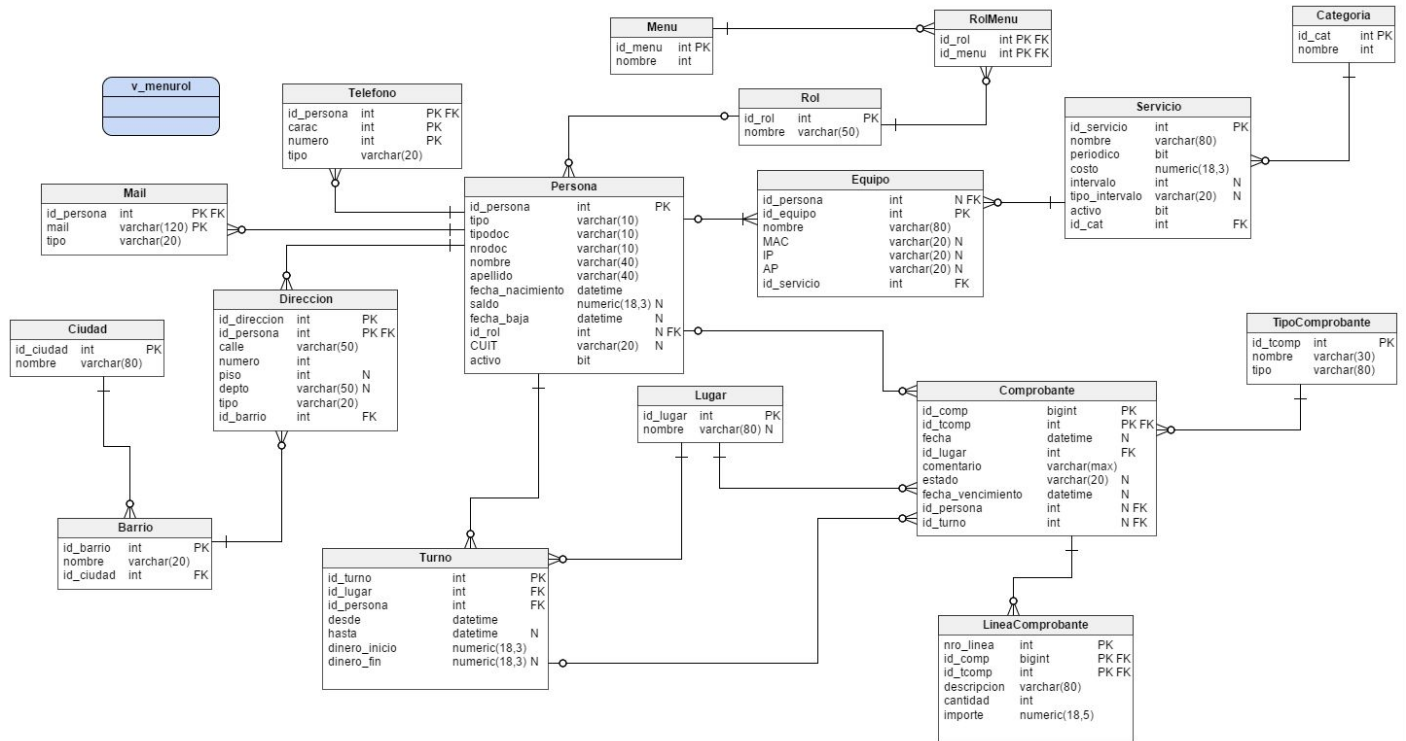 v_menurol
Menu
id_menu int PK
nombre int
RolMenu
id_rol int PK FK
id_menu int PK FK
Categoria
id_cat int PK
nombre int
Telefono
id_persona int PK FK
carac int PK
numero int PK
tipo varchar(20)
Rol
id_rol int PK
nombre varchar(50)
Servicio
id_servicio int PK
nombre varchar(80)
periodico bit
costo numeric(18,3)
intervalo int N
tipo_intervalo varchar(20) N
activo bit
id_cat int FK
Mail
id_persona int PK FK
mail varchar(120) PK
tipo varchar(20)
Persona
id_persona int PK
tipo varchar(10)
tipodoc varchar(10)
nrodoc varchar(10)
nombre varchar(40)
apellido varchar(40)
fecha_nacimiento datetime
saldo numeric(18,3) N
fecha_baja datetime N
id_rol int N FK
CUIT varchar(20) N
activo bit
Equipo
id_persona int N FK
id_equipo int PK
nombre varchar(80)
MAC varchar(20) N
IP varchar(20) N
AP varchar(20) N
id_servicio int FK
Direccion
id_direccion int PK
id_persona int PK FK
calle varchar(50)
numero int
piso int N
depto varchar(50) N
tipo varchar(20)
id_barrio int FK
Ciudad
id_ciudad int PK
nombre varchar(80)
TipoComprobante
id_tcomp int PK
nombre varchar(30)
tipo varchar(80)
Lugar
id_lugar int PK
nombre varchar(80) N
Comprobante
id_comp bigint PK
id_tcomp int PK FK
fecha datetime N
id_lugar int FK
comentario varchar(max)
estado varchar(20) N
fecha_vencimiento datetime N
id_persona int N FK
id_turno int N FK
Barrio
id_barrio int PK
nombre varchar(20)
id_ciudad int FK
Turno
id_turno int PK
id_lugar int FK
id_persona int FK
desde datetime
hasta datetime N
dinero_inicio numeric(18,3)
dinero_fin numeric(18,3) N
LineaComprobante
nro_linea int PK
id_comp bigint PK FK
id_tcomp int PK FK
descripcion varchar(80)
cantidad int
importe numeric(18,5)